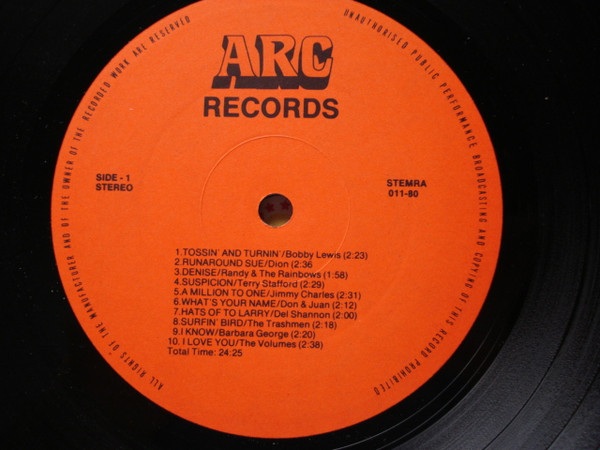 ARC
RECORDS
SIDE - 1
STEREO
STEMRA
011-80
1.TOSSIN' AND TURNIN'/Bobby Lewis (2:23)
2.RUNAROUND SUE/Dion (2:36
3.DENISE/Randy & The Rainbows (1:58)
4.SUSPICION/Terry Stafford (2:29)
5.A MILLION TO ONE/Jimmy Charles (2:31)
6.WHAT'S YOUR NAME/Don & Juan (2:12)
7.HATS OF TO LARRY/Del Shannon (2:00)
8.SURFIN' BIRD/The Trashmen (2:18)
9.I KNOW/Barbara George (2:20)
10. I LOVE YOU/The Volumes (2:38)
Total Time: 24:25
ALL RIGHTS OF THE MANUFACTURER AND OF THE OWNER OF THE RECORDED WORK ARE RESERVED
UNAUTHORISED PUBLIC PERFORMANCE BROADCASTING AND COPYING OF THIS RECORD PROHIBITED